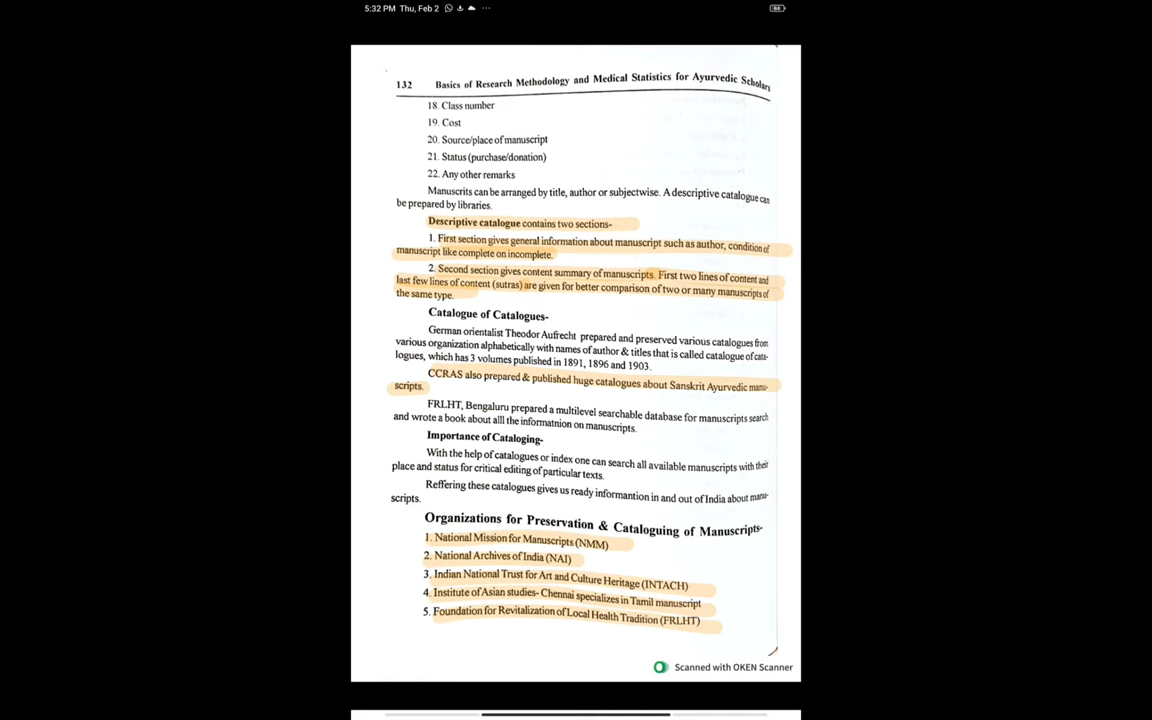 5:32 PM Thu, Feb 2
84
132 Basics of Research Methodology and Medical Statistics for Ayurvedic Scholars
18. Class number
19. Cost
20. Source/place of manuscript
21. Status (purchase/donation)
22. Any other remarks
Manuscrits can be arranged by title, author or subjectwise. A descriptive catalogue can
be prepared by libraries.
Descriptive catalogue contains two sections-
1. First section gives general information about manuscript such as author, condition of
manuscript like complete on incomplete.
2. Second section gives content summary of manuscripts. First two lines of content and
last few lines of content (sutras) are given for better comparison of two or many manuscripts of
the same type.
Catalogue of Catalogues-
German orientalist Theodor Aufrecht prepared and preserved various catalogues from
various organization alphabetically with names of author & titles that is called catalogue of cata-
logues, which has 3 volumes published in 1891, 1896 and 1903.
CCRAS also prepared & published huge catalogues about Sanskrit Ayurvedic manu-
scripts.
FRLHT, Bengaluru prepared a multilevel searchable database for manuscripts search
and wrote a book about alll the informatnion on manuscripts.
Importance of Cataloging-
With the help of catalogues or index one can search all available manuscripts with their
place and status for critical editing of particular texts.
Reffering these catalogues gives us ready informantion in and out of India about manu-
scripts.
Organizations for Preservation & Cataloguing of Manuscripts-
1. National Mission for Manuscripts (NMM)
2. National Archives of India (NAI)
3. Indian National Trust for Art and Culture Heritage (INTACH)
4. Institute of Asian studies- Chennai specializes in Tamil manuscript
5. Foundation for Revitalization of Local Health Tradition (FRLHT)
Scanned with OKEN Scanner